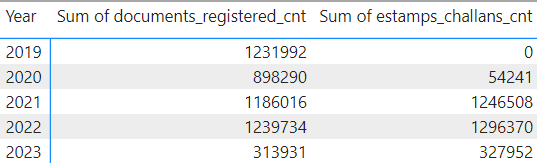 Year Sum of documents_registered_cnt Sum of estamps_challans_cnt
2019 1231992 0
2020 898290 54241
2021 1186016 1246508
2022 1239734 1296370
2023 313931 327952